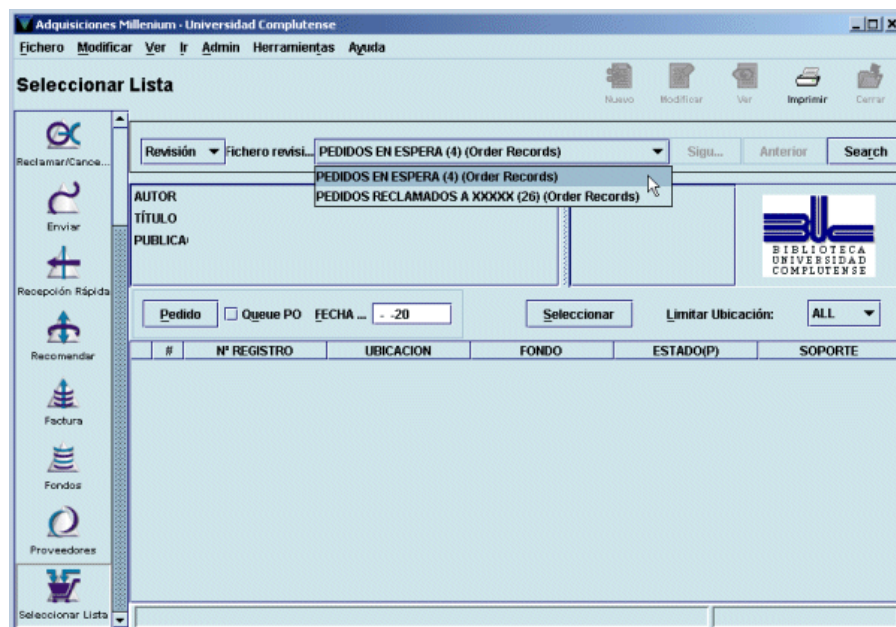 Adquisiciones Millenium - Universidad Complutense
Fichero Modificar Ver Ir Admin Herramientas Ayuda
Seleccionar Lista
Nuevo Modificar Ver Imprimir Cerrar
Reclamar/Cance...
Revisión Fichero revisi... PEDIDOS EN ESPERA (4) (Order Records) Sigu... Anterior Search
PEDIDOS EN ESPERA (4) (Order Records)
PEDIDOS RECLAMADOS A XXXXX (26) (Order Records)
AUTOR
TÍTULO
PUBLICA
BIBLIOTECA
UNIVERSIDAD
COMPLUTENSE
Enviar
Recepción Rápida
Pedido Queue PO FECHA ... - -20 Seleccionar Limitar Ubicación: ALL
# Nº REGISTRO UBICACION FONDO ESTADO(P) SOPORTE
Recomendar
Factura
Fondos
Proveedores
Seleccionar Lista